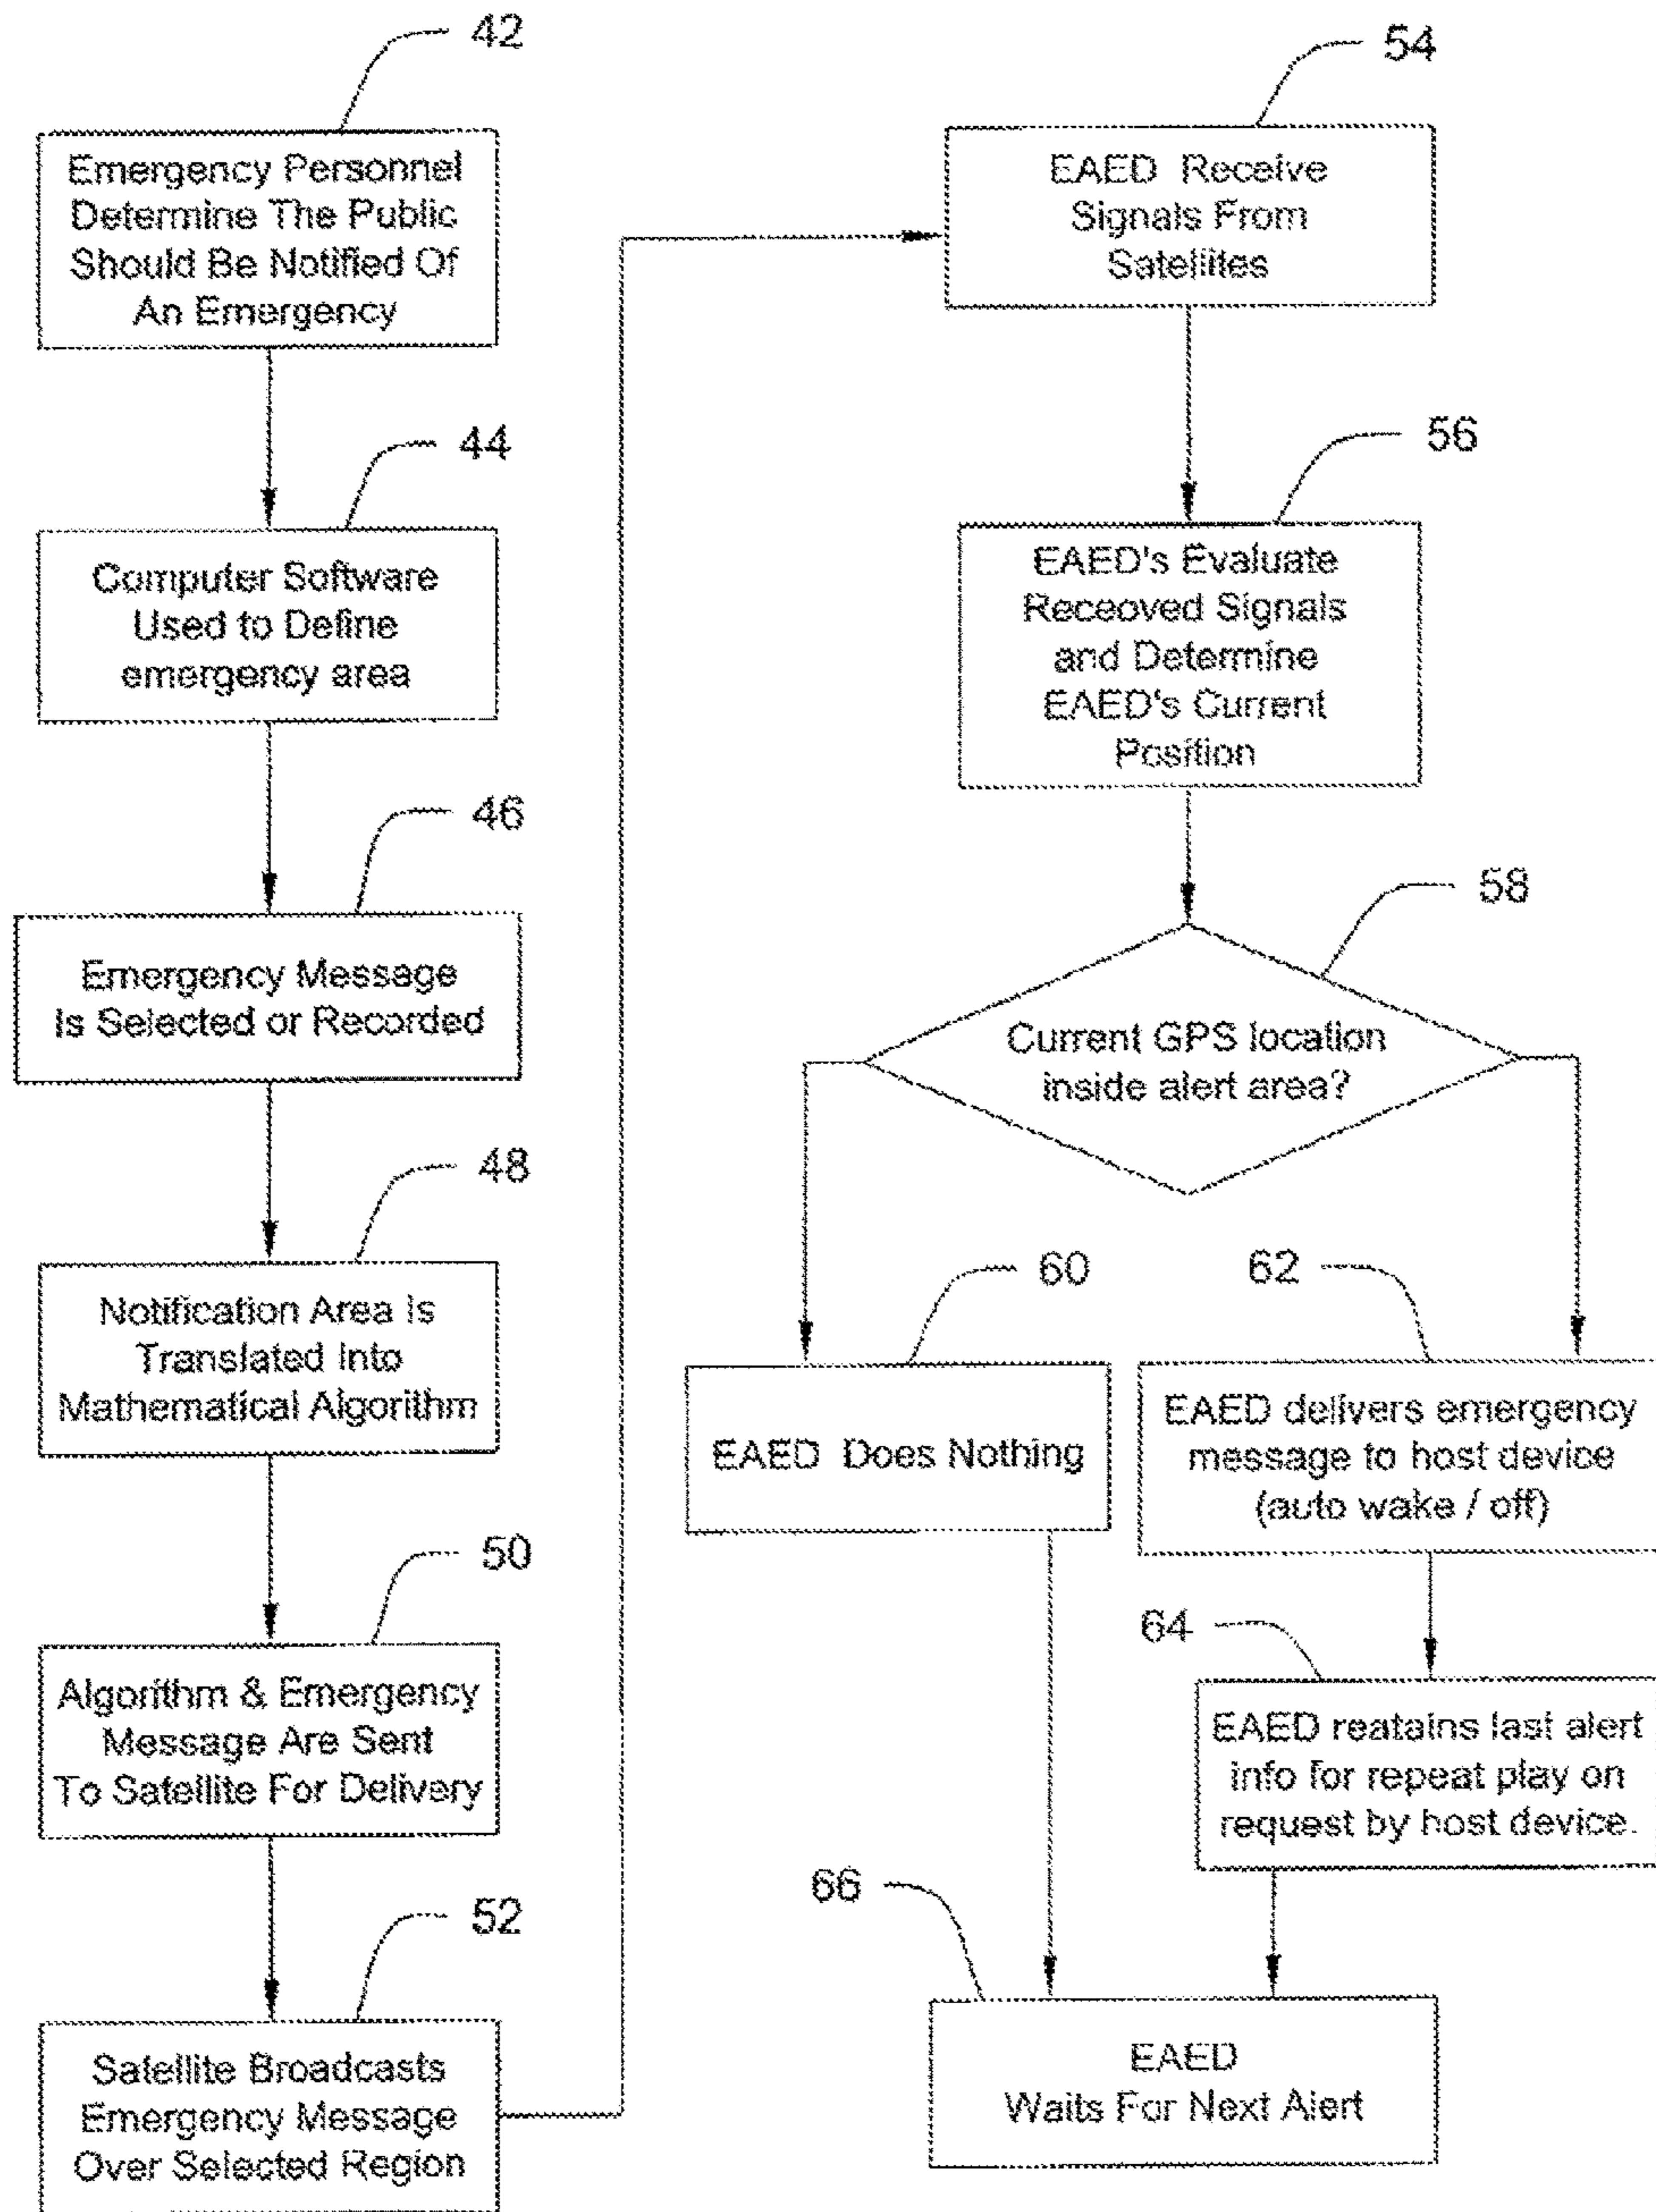 42
Emergency Personnel
Determine The Public
Should Be Notified Of
An Emergency
44
Computer Software
Used to Define
emergency area
46
Emergency Message
Is Selected or Recorded
48
Notification Area Is
Translated Into
Mathematical Algorithm
50
Algorithm & Emergency
Message Are Sent
To Satellite For Delivery
52
Satellite Broadcasts
Emergency Message
Over Selected Region
54
EAED Receive
Signals From
Satellites
56
EAED's Evaluate
Receoved Signals
and Determine
EAED's Current
Position
58
Current GPS location
inside alert area?
60
EAED Does Nothing
62
EAED delivers emergency
message to host device
(auto wake / off)
64
EAED reatains last alert
info for repeat play on
request by host device.
66
EAED
Waits For Next Alert